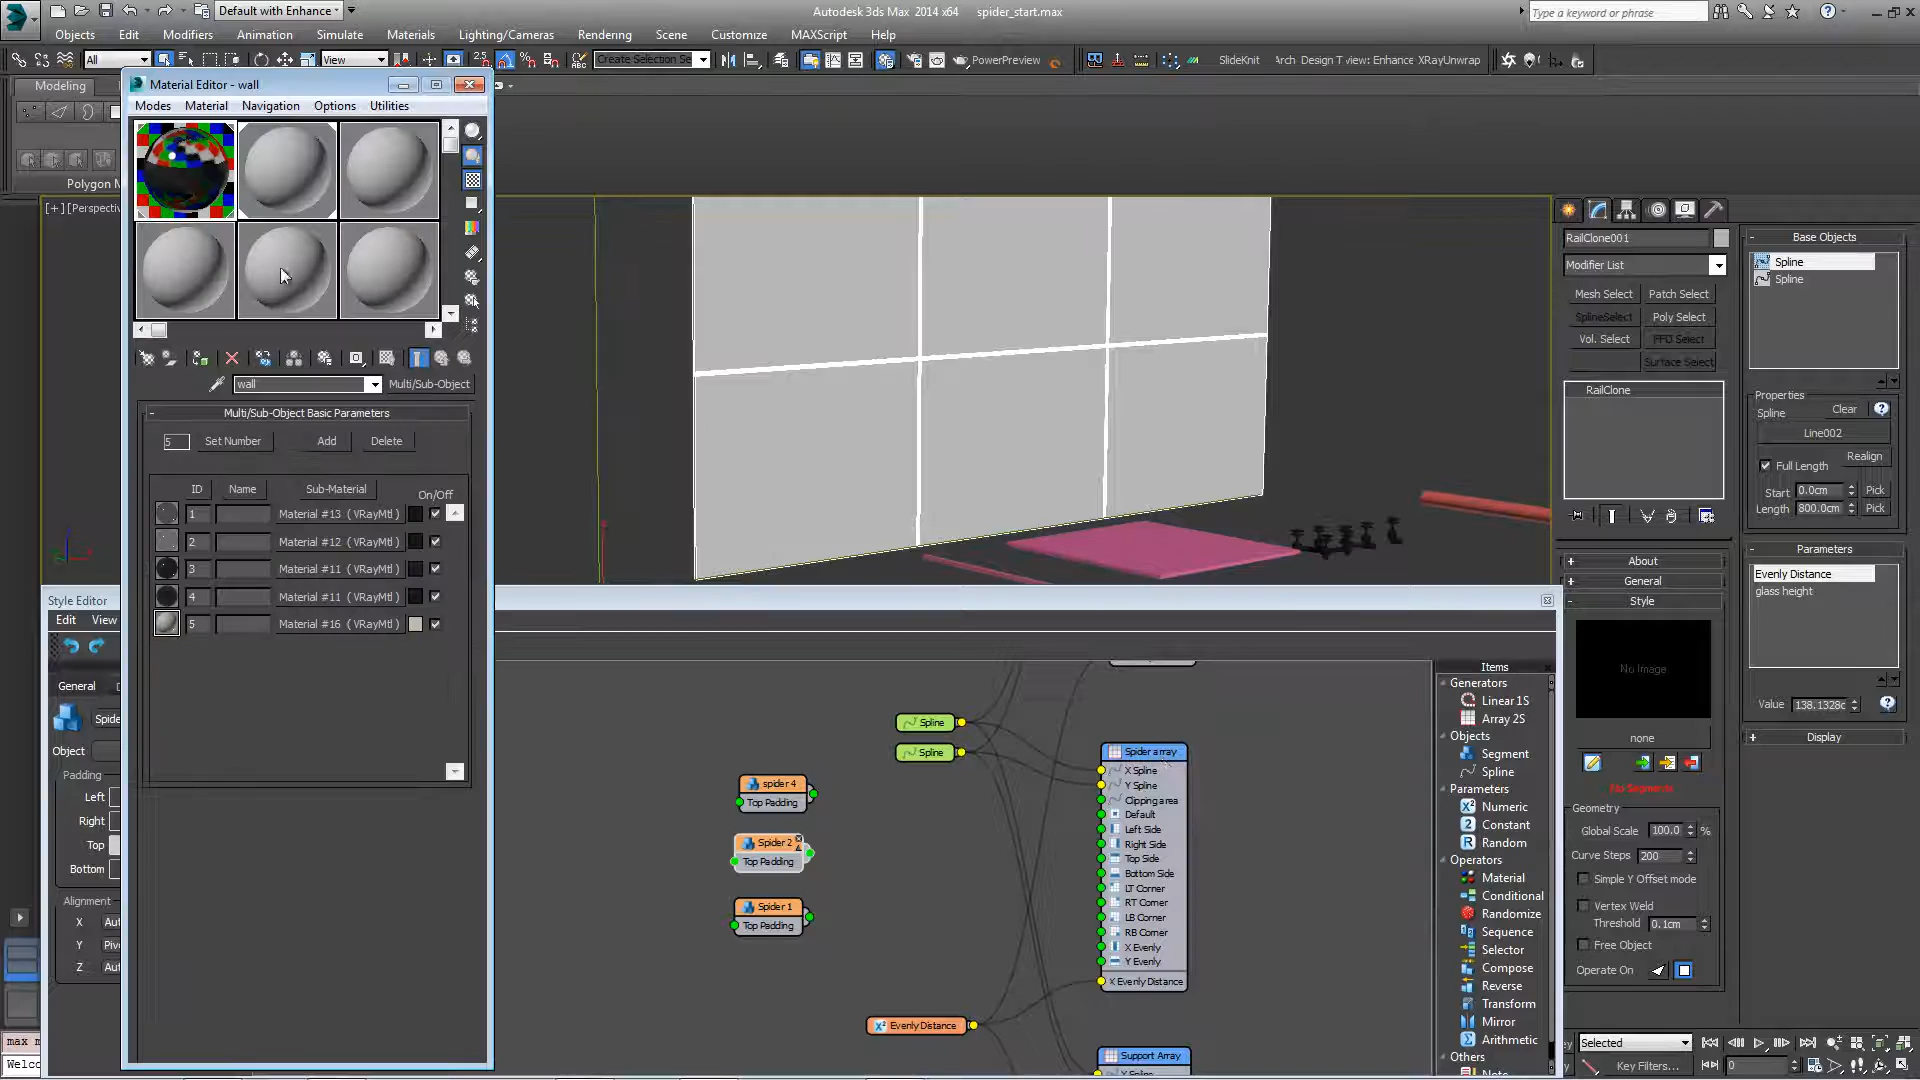 Default with Enhance
Autodesk 3ds Max 2014 x64 spider_start.max
Type a keyword or phrase
Objects Edit Modifiers Animation Simulate Materials Lighting/Cameras Rendering Scene Customize MAXScript Help
All View 2.5 Create Selection Se PowerPreview SlideKnit Arch Design T view: Enhance XRayUnwrap
Modeling
Polygon M
[+] [Perspectiv
Material Editor - wall
Modes Material Navigation Options Utilities
wall Multi/Sub-Object
Multi/Sub-Object Basic Parameters
5 Set Number Add Delete
ID Name Sub-Material On/Off
1 Material #13 ( VRayMtl )
2 Material #12 ( VRayMtl )
3 Material #11 ( VRayMtl )
4 Material #11 ( VRayMtl )
5 Material #16 ( VRayMtl )
Style Editor
Edit View
General
Spide
Object
Padding
Left
Right
Top
Bottom
Alignment
X Aut
Y Piv
Z Aut
max m
Welco
Spline
Spline
spider 4
Top Padding
Spider 2
Top Padding
Spider 1
Top Padding
Evenly Distance
Spider array
X Spline
Y Spline
Clipping area
Default
Left Side
Right Side
Top Side
Bottom Side
LT Corner
RT Corner
LB Corner
RB Corner
X Evenly
Y Evenly
X Evenly Distance
Support Array
X Spline
Items
Generators
Linear 1S
Array 2S
Objects
Segment
Spline
Parameters
Numeric
Constant
Random
Operators
Material
Conditional
Randomize
Sequence
Selector
Compose
Reverse
Transform
Mirror
Arithmetic
Others
Note
RailClone001
Modifier List
Mesh Select Patch Select
SplineSelect Poly Select
Vol. Select FFD Select
Surface Select
RailClone
About
General
Style
No Image
none
No Segments
Geometry
Global Scale 100.0 %
Curve Steps 200
Simple Y Offset mode
Vertex Weld
Threshold 0.1cm
Free Object
Operate On
Base Objects
Spline
Spline
Properties
Spline Clear
Line002
Full Length Realign
Start 0.0cm Pick
Length 800.0cm Pick
Parameters
Evenly Distance
glass height
Value 138.1328c
Display
Selected
Key Filters...
0